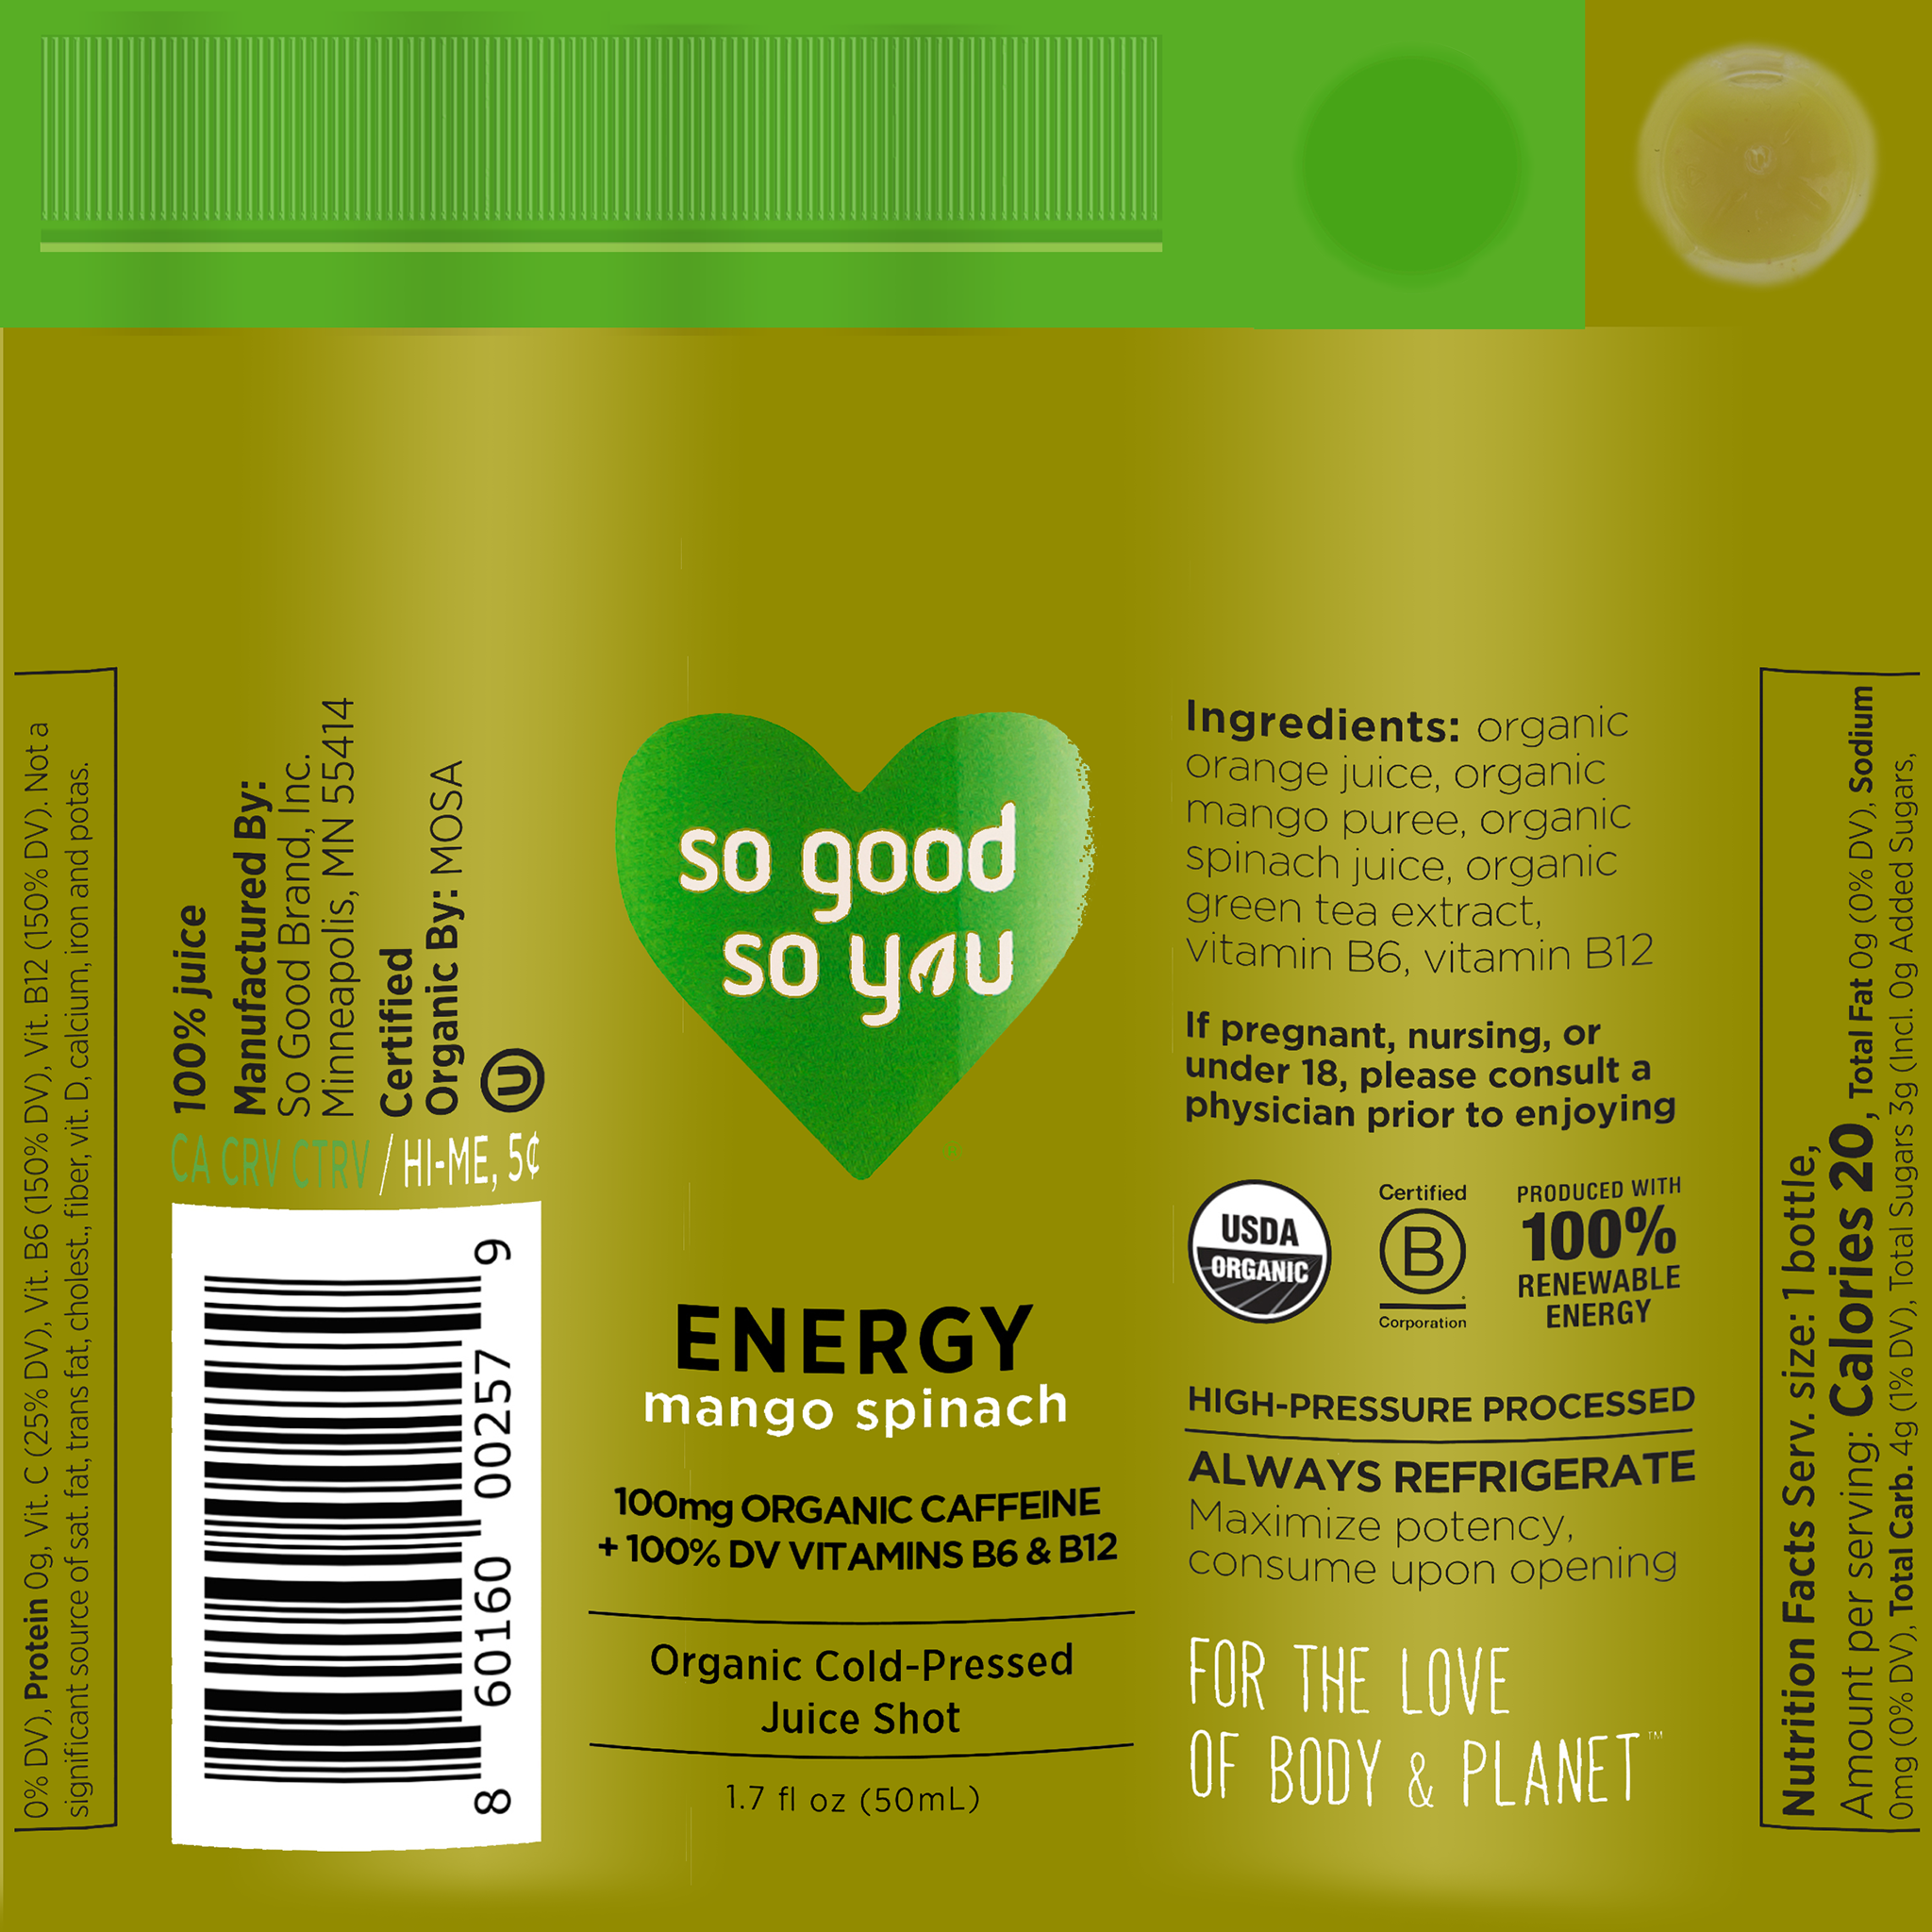 0% DV), Protein 0g, Vit. C (25% DV), Vit. B6 (150% DV), Vit. B12 (150% DV). Not a
significant source of sat. fat, trans fat, cholest., fiber, vit. D, calcium, iron and potas.
100% juice
Manufactured By:
So Good Brand, Inc.
Minneapolis, MN 55414
Certified
Organic By: MOSA
U
CA CRV CTRV / HI-ME, 5¢
8 60160 00257 9
so good
so you
®
ENERGY
mango spinach
100mg ORGANIC CAFFEINE
+ 100% DV VITAMINS B6 & B12
Organic Cold-Pressed
Juice Shot
1.7 fl oz (50mL)
Ingredients: organic
orange juice, organic
mango puree, organic
spinach juice, organic
green tea extract,
vitamin B6, vitamin B12
If pregnant, nursing, or
under 18, please consult a
physician prior to enjoying
USDA
ORGANIC
Certified
B
Corporation
PRODUCED WITH
100%
RENEWABLE
ENERGY
HIGH-PRESSURE PROCESSED
ALWAYS REFRIGERATE
Maximize potency,
consume upon opening
FOR THE LOVE
OF BODY & PLANET™
Nutrition Facts Serv. size: 1 bottle,
Amount per serving: Calories 20, Total Fat 0g (0% DV), Sodium
0mg (0% DV), Total Carb. 4g (1% DV), Total Sugars 3g (Incl. 0g Added Sugars,